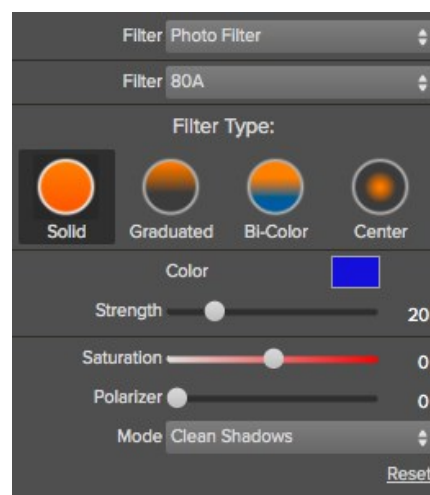 Filter Photo Filter
Filter 80A
Filter Type:
Solid Graduated Bi-Color Center
Color
Strength 20
Saturation 0
Polarizer 0
Mode Clean Shadows
Reset